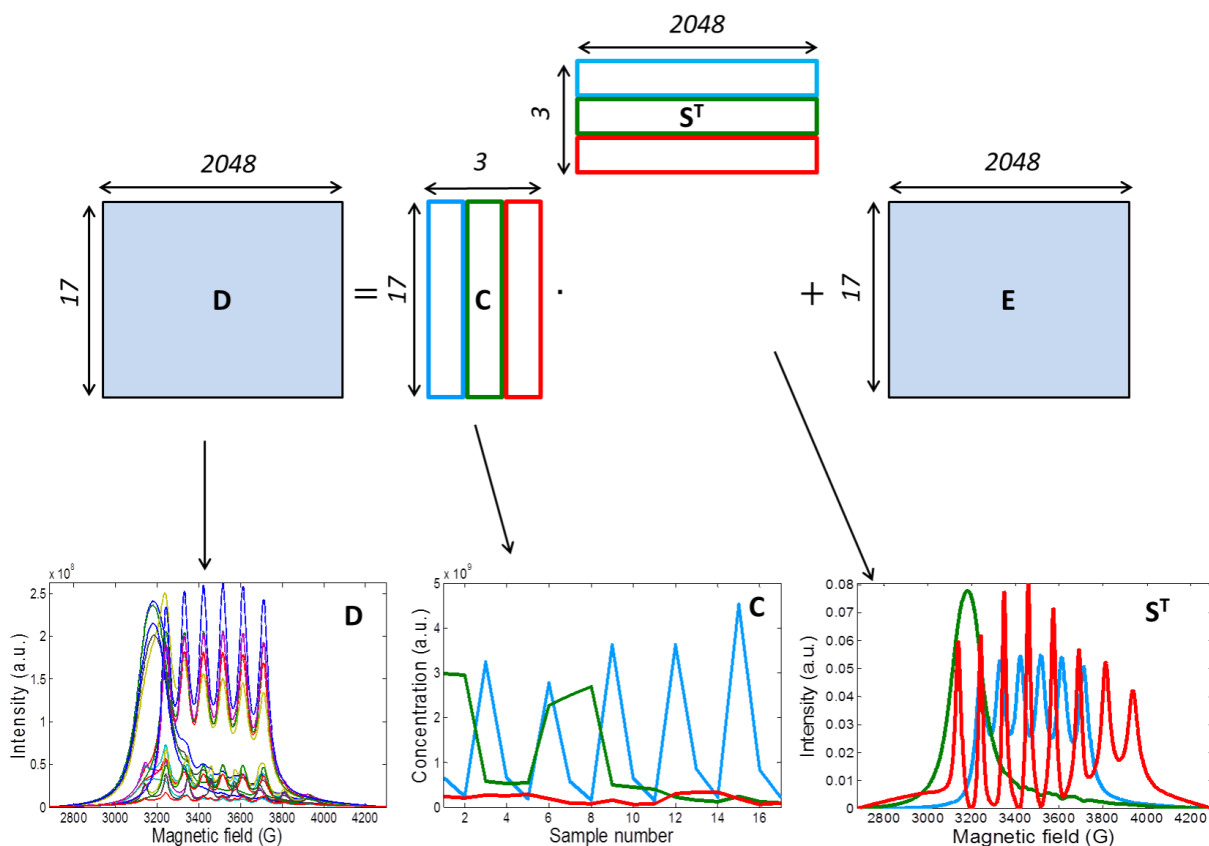 2048
3
S^T
2048
3
2048
17
D
=
17
C
·
+
17
E
x 10^8
2.5
2
1.5
1
0.5
0
Intensity (a.u.)
D
2800 3000 3200 3400 3600 3800 4000 4200
Magnetic field (G)
x 10^9
5
4
3
2
1
0
Concentration (a.u.)
C
2 4 6 8 10 12 14 16
Sample number
0.08
0.07
0.06
0.05
0.04
0.03
0.02
0.01
0
Intensity (a.u.)
S^T
2800 3000 3200 3400 3600 3800 4000 4200
Magnetic field (G)